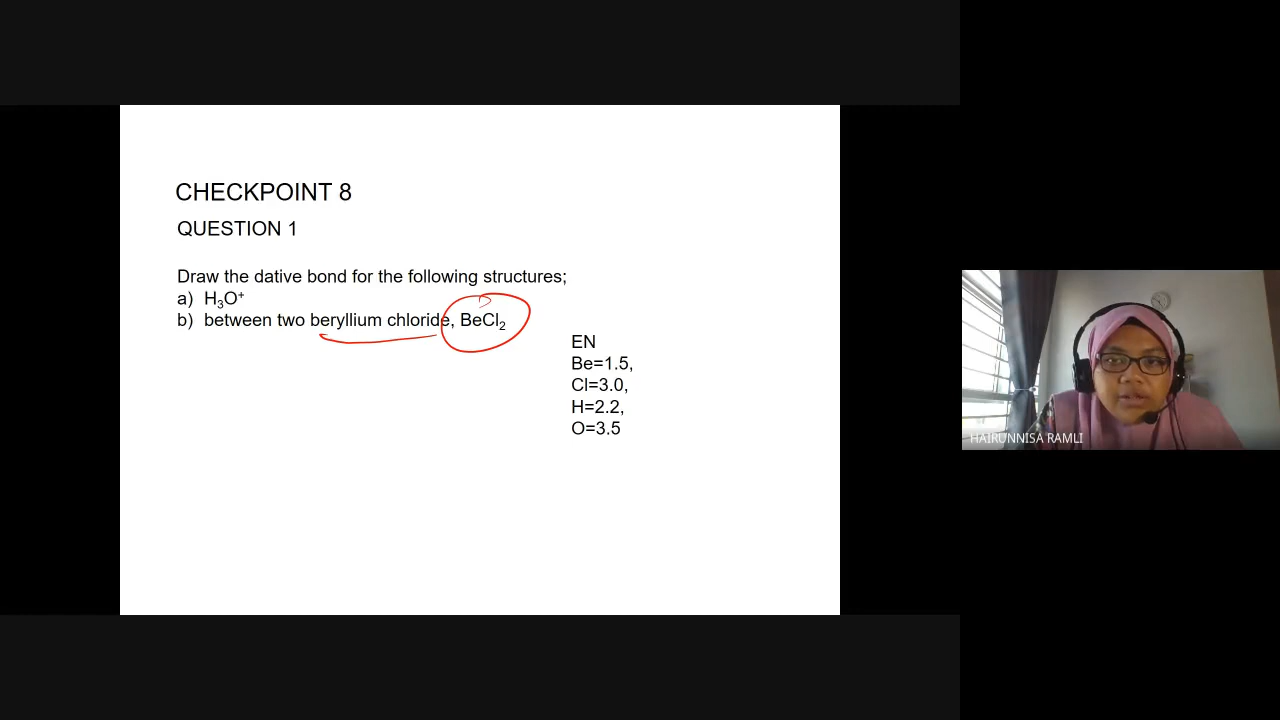 CHECKPOINT 8
QUESTION 1
Draw the dative bond for the following structures;
a) H₃O⁺
b) between two beryllium chloride, BeCl₂
EN
Be=1.5,
Cl=3.0,
H=2.2,
O=3.5
HAIRUNNISA RAMLI